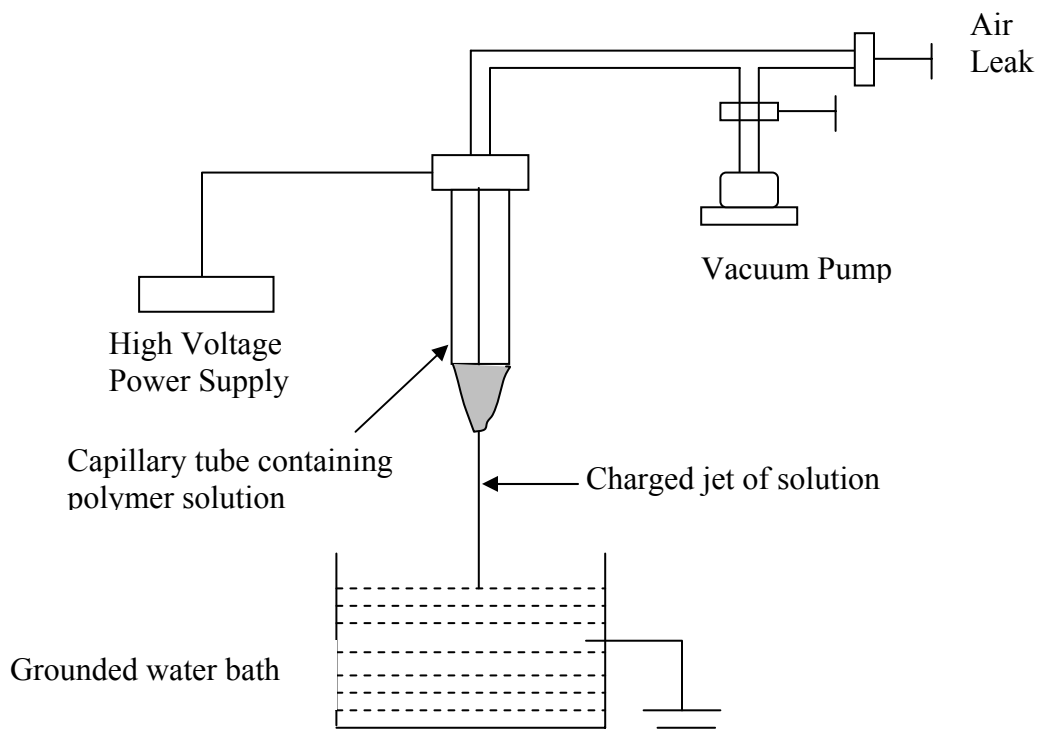 Air
Leak
Vacuum Pump
High Voltage
Power Supply
Capillary tube containing
polymer solution
Charged jet of solution
Grounded water bath